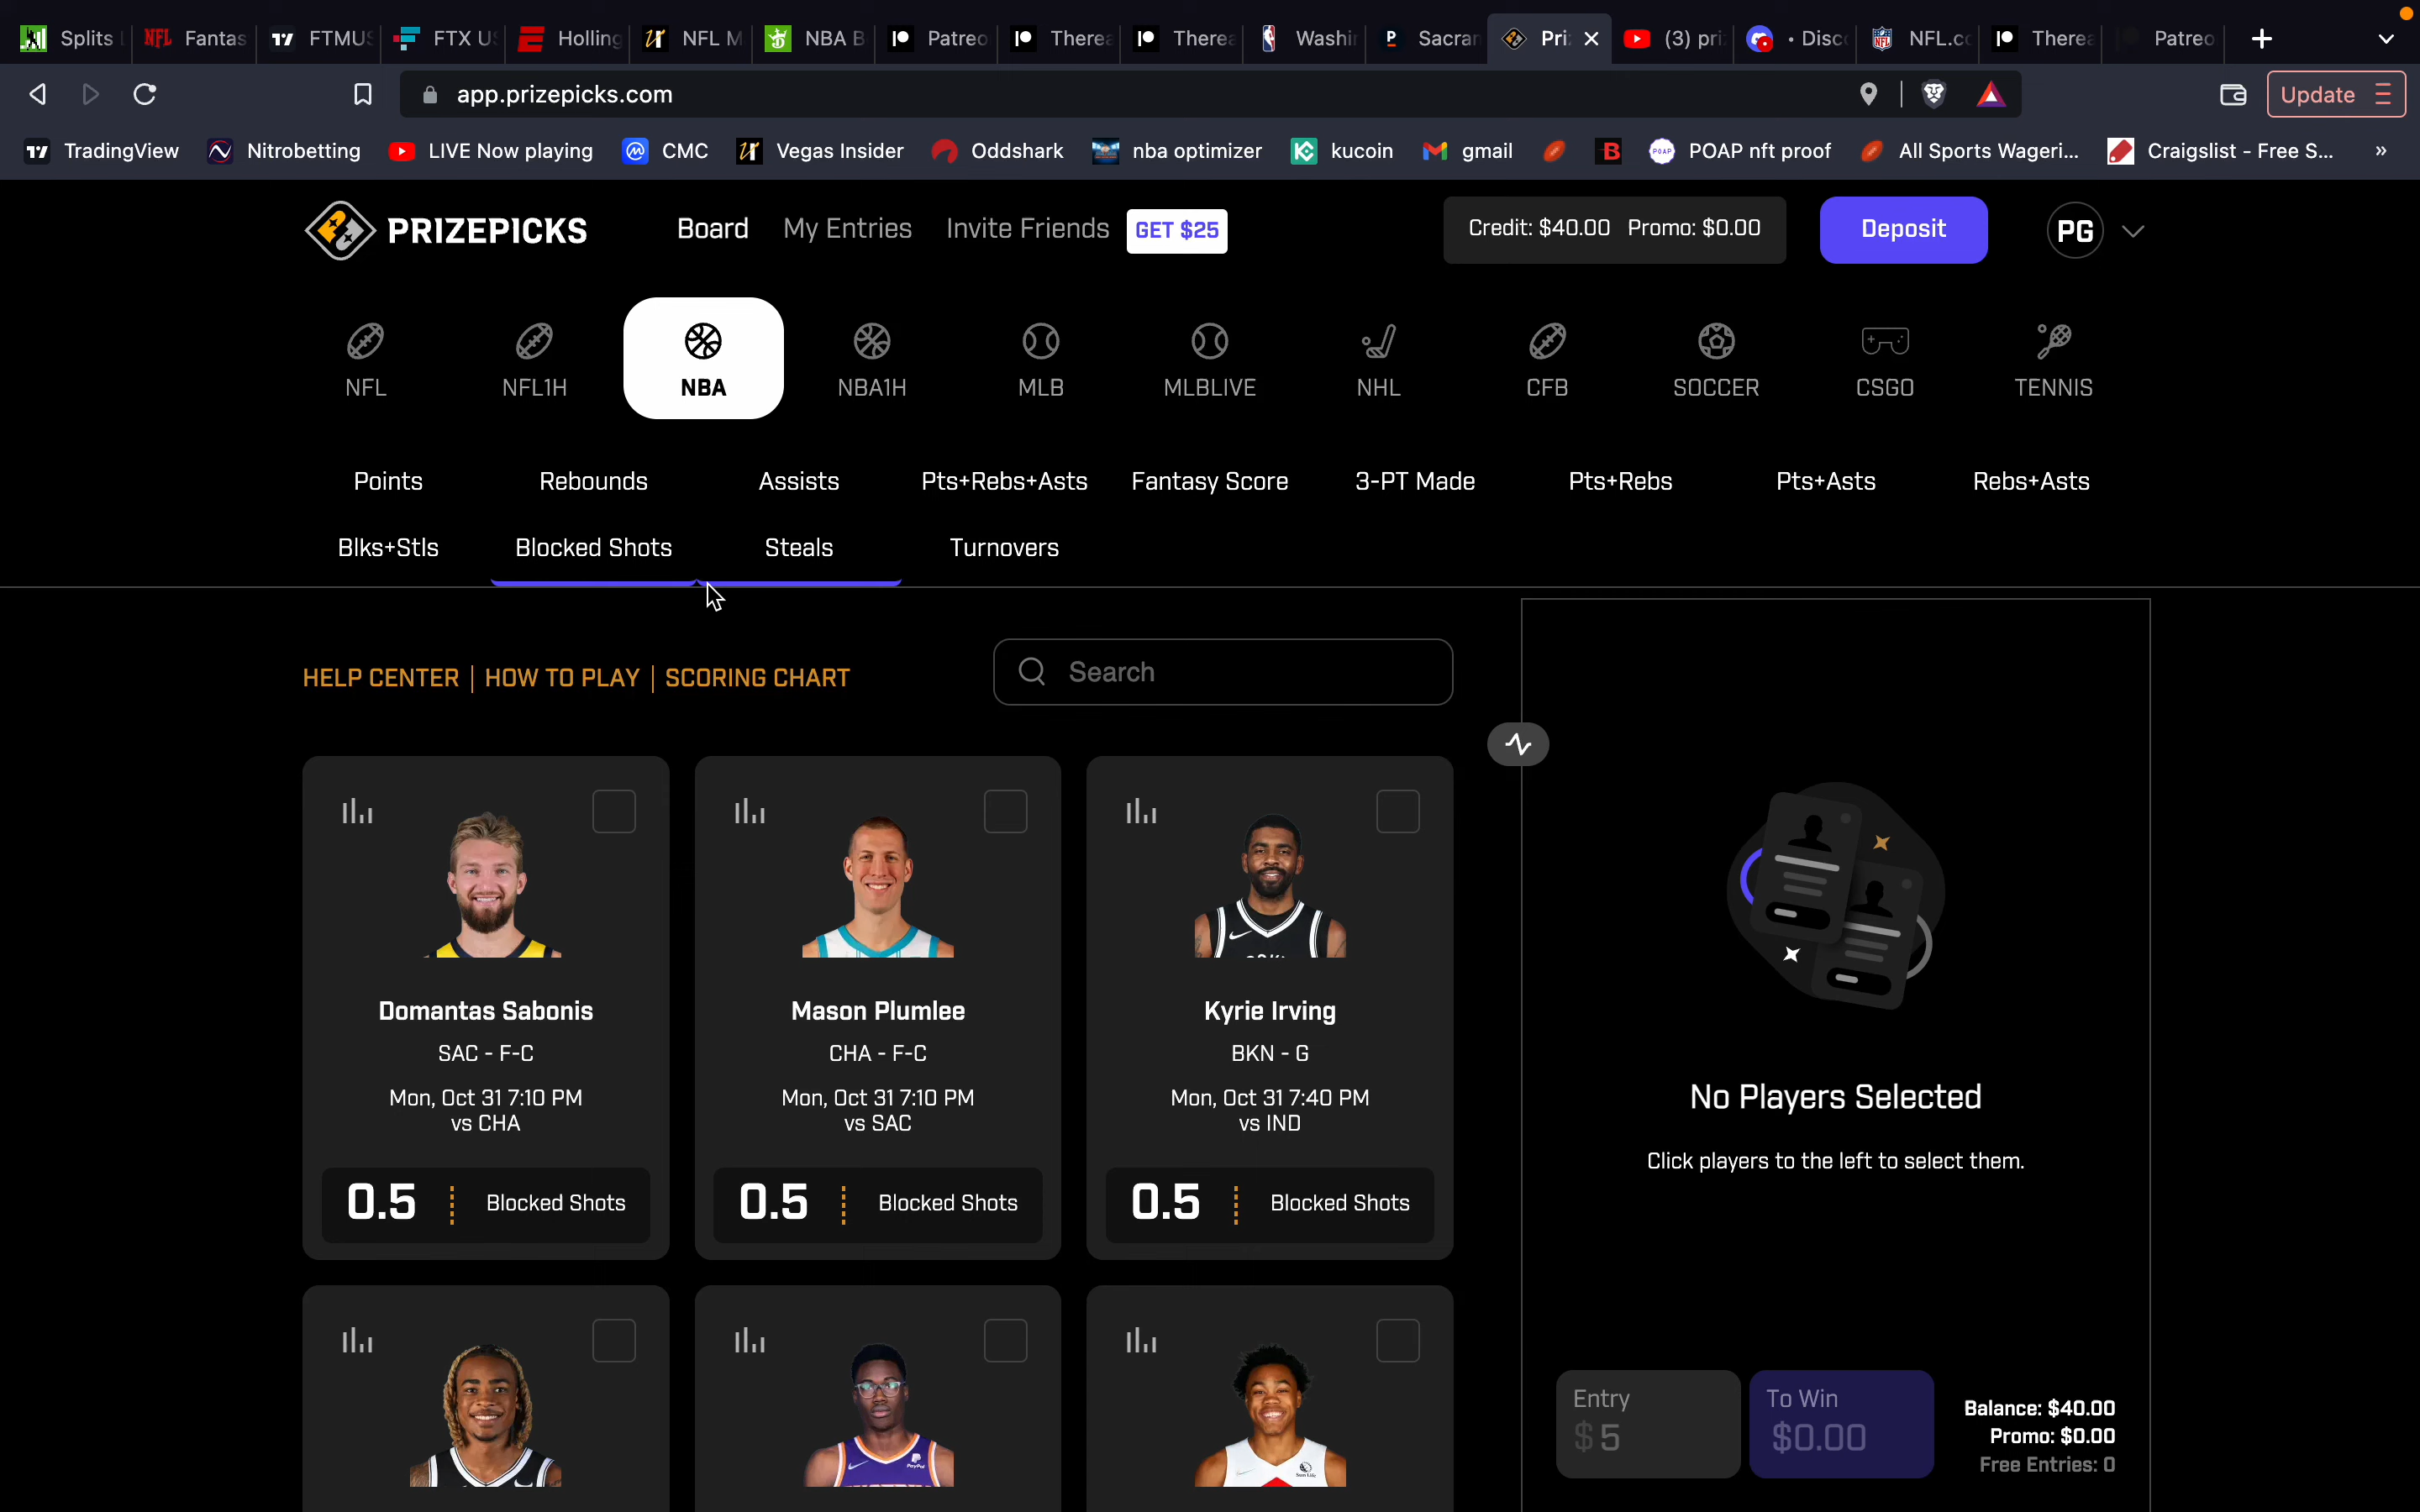 Splits Fantas FTMUS FTX US Holling NFL M NBA B Patreo Therea Therea Washin Sacran Pri (3) pri • Disco NFL.co Therea Patreo
app.prizepicks.com Update
TradingView Nitrobetting LIVE Now playing CMC Vegas Insider Oddshark nba optimizer kucoin gmail POAP nft proof All Sports Wageri... Craigslist - Free S... »
PRIZEPICKS Board My Entries Invite Friends GET $25 Credit: $40.00 Promo: $0.00 Deposit PG
NFL NFL1H NBA NBA1H MLB MLBLIVE NHL CFB SOCCER CSGO TENNIS
Points Rebounds Assists Pts+Rebs+Asts Fantasy Score 3-PT Made Pts+Rebs Pts+Asts Rebs+Asts
Blks+Stls Blocked Shots Steals Turnovers
HELP CENTER | HOW TO PLAY | SCORING CHART Search
Domantas Sabonis
SAC - F-C
Mon, Oct 31 7:10 PM
vs CHA
0.5 Blocked Shots
Mason Plumlee
CHA - F-C
Mon, Oct 31 7:10 PM
vs SAC
0.5 Blocked Shots
Kyrie Irving
BKN - G
Mon, Oct 31 7:40 PM
vs IND
0.5 Blocked Shots
No Players Selected
Click players to the left to select them.
Entry
$ 5
To Win
$0.00
Balance: $40.00
Promo: $0.00
Free Entries: 0